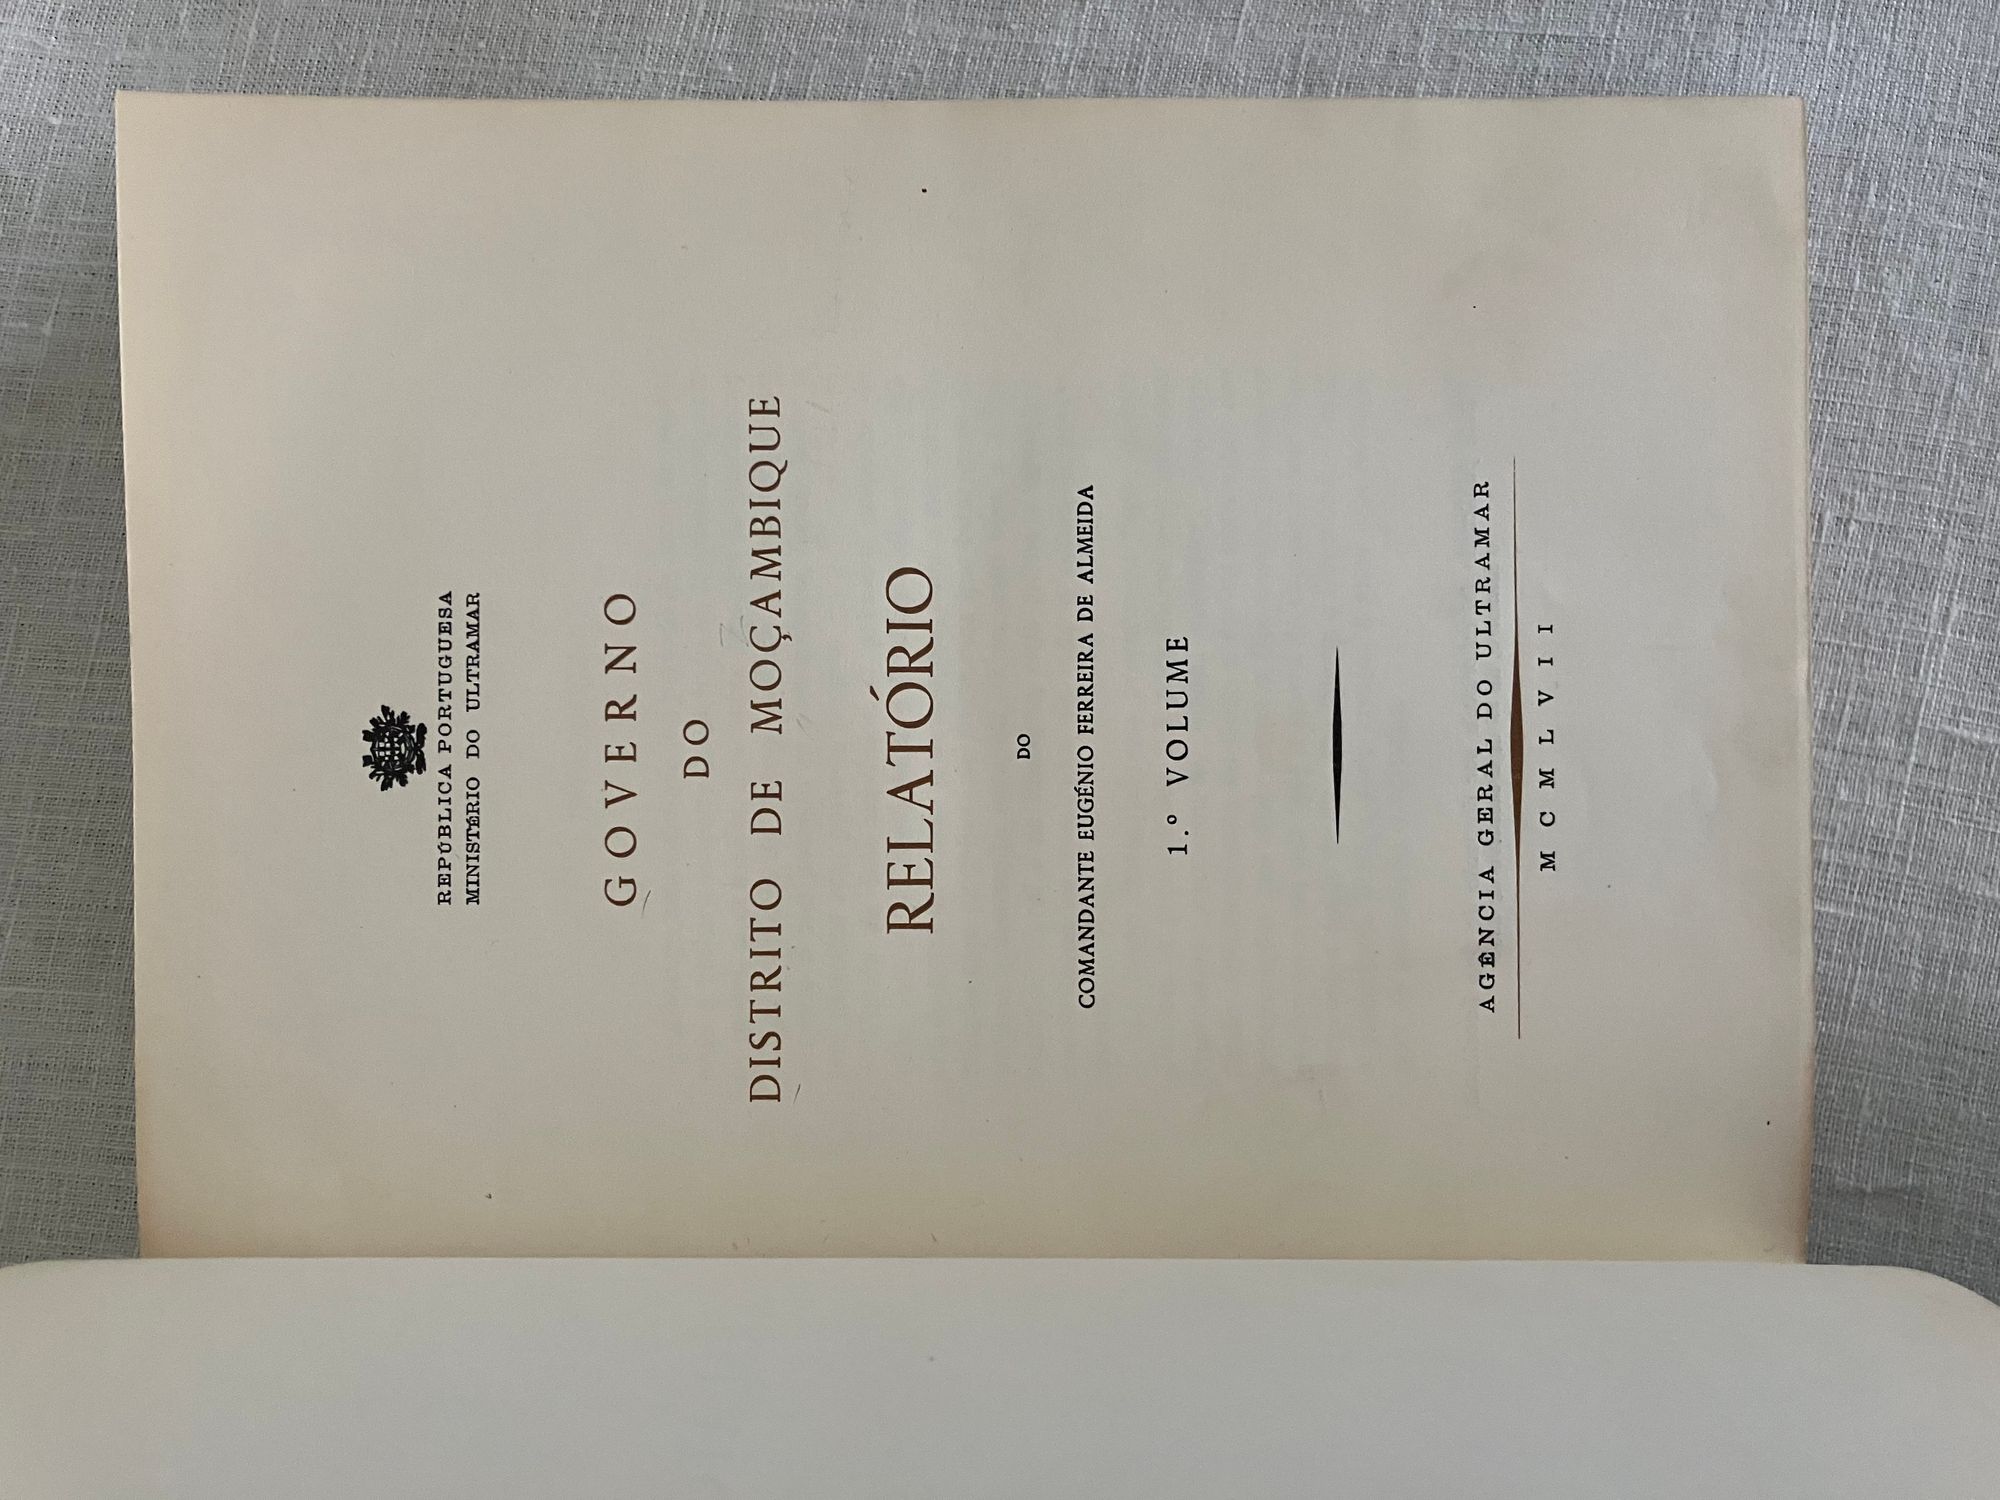 REPÚBLICA PORTUGUESA
MINISTÉRIO DO ULTRAMAR
GOVERNO
DO
DISTRITO DE MOÇAMBIQUE
RELATÓRIO
DO
COMANDANTE EUGÉNIO FERREIRA DE ALMEIDA
1.º VOLUME
AGÊNCIA GERAL DO ULTRAMAR
MCMLVII